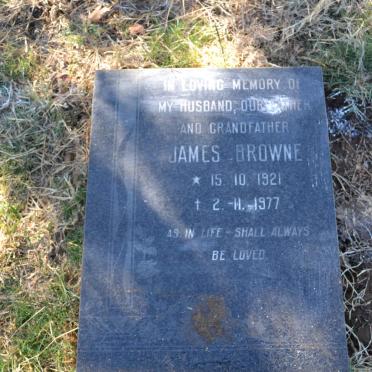 IN LOVING MEMORY OF
MY HUSBAND, OUR FATHER
AND GRANDFATHER
JAMES BROWNE
* 15. 10. 1921
† 2. -11. -1977
AS IN LIFE - SHALL ALWAYS
BE LOVED